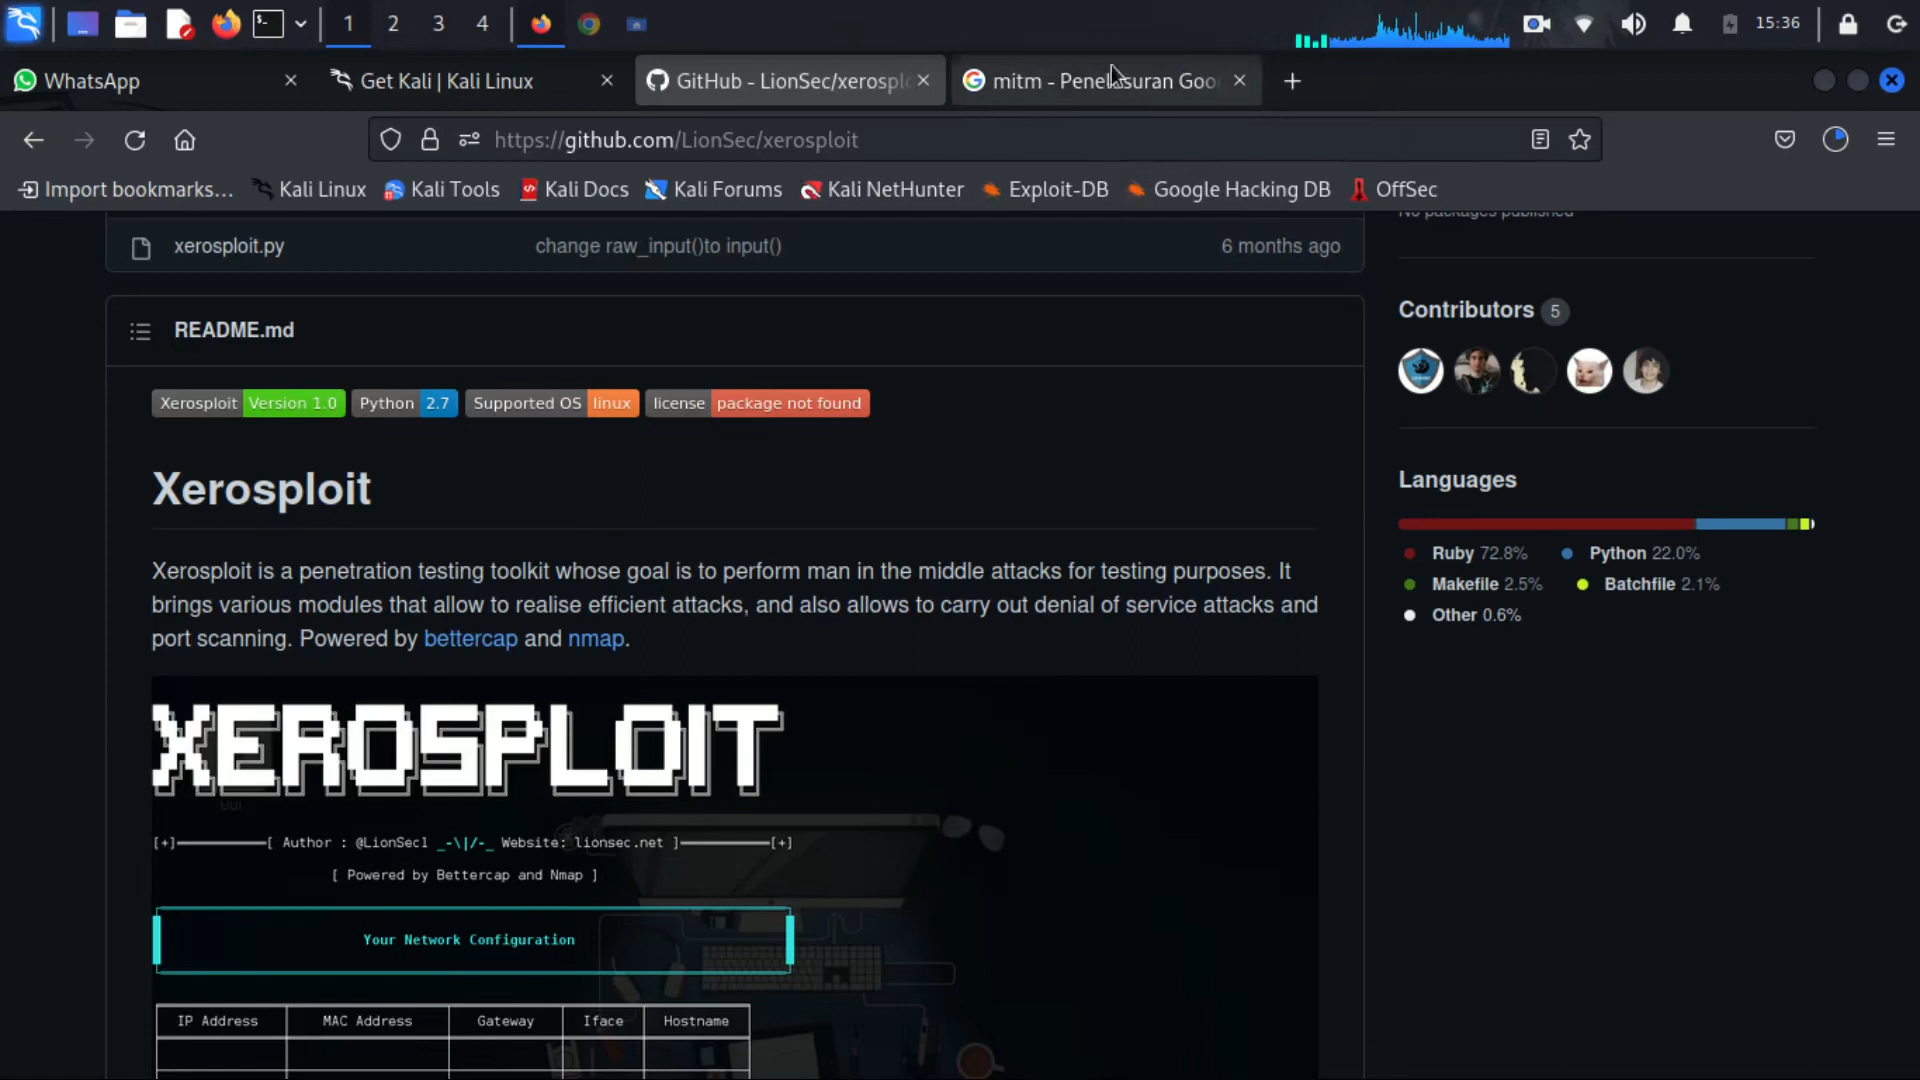 1 2 3 4 15:36
WhatsApp Get Kali | Kali Linux GitHub - LionSec/xerosplo mitm - Penelusuran Goo
https://github.com/LionSec/xerosploit
Import bookmarks... Kali Linux Kali Tools Kali Docs Kali Forums Kali NetHunter Exploit-DB Google Hacking DB OffSec
No packages published
xerosploit.py change raw_input()to input() 6 months ago
Contributors 5
README.md
Xerosploit Version 1.0 Python 2.7 Supported OS linux license package not found
Xerosploit
Languages
Ruby 72.8% Python 22.0%
Makefile 2.5% Batchfile 2.1%
Other 0.6%
Xerosploit is a penetration testing toolkit whose goal is to perform man in the middle attacks for testing purposes. It
brings various modules that allow to realise efficient attacks, and also allows to carry out denial of service attacks and
port scanning. Powered by bettercap and nmap.
XEROSPLOIT
[+]━━━━━━━━━━[ Author : @LionSec1 _-\|/-_ Website: lionsec.net ]━━━━━━━━━━[+]
[ Powered by Bettercap and Nmap ]
Your Network Configuration
IP Address MAC Address Gateway Iface Hostname